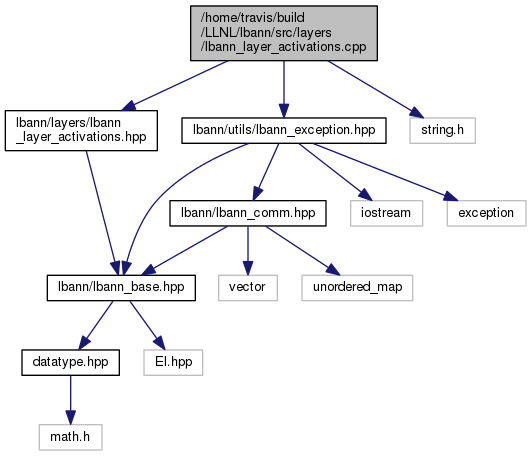 /home/travis/build
/LLNL/lbann/src/layers
/lbann_layer_activations.cpp
lbann/layers/lbann
_layer_activations.hpp
lbann/utils/lbann_exception.hpp
string.h
lbann/lbann_comm.hpp
iostream
exception
lbann/lbann_base.hpp
vector
unordered_map
datatype.hpp
El.hpp
math.h